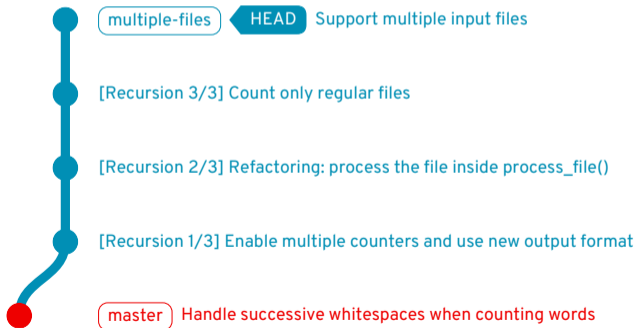 multiple-files HEAD Support multiple input files
[Recursion 3/3] Count only regular files
[Recursion 2/3] Refactoring: process the file inside process_file()
[Recursion 1/3] Enable multiple counters and use new output format
master Handle successive whitespaces when counting words